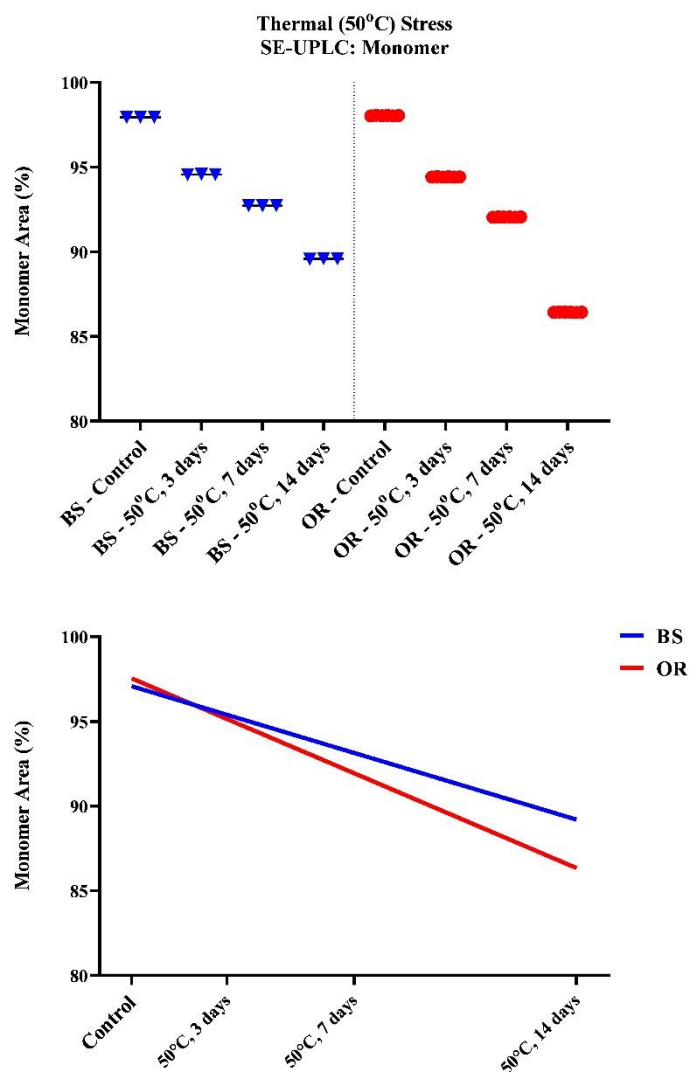 Thermal (50°C) Stress
SE-UPLC: Monomer
Monomer Area (%)
100
95
90
85
80
BS - Control
BS - 50°C, 3 days
BS - 50°C, 7 days
BS - 50°C, 14 days
OR - Control
OR - 50°C, 3 days
OR - 50°C, 7 days
OR - 50°C, 14 days
Monomer Area (%)
100
95
90
85
80
Control
50°C, 3 days
50°C, 7 days
50°C, 14 days
BS
OR